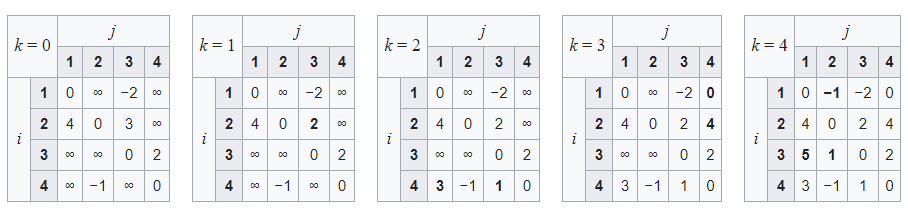 k = 0 j k = 1 j k = 2 j k = 3 j k = 4 j
1 2 3 4 1 2 3 4 1 2 3 4 1 2 3 4 1 2 3 4
1 0 ∞ −2 ∞ 1 0 ∞ −2 ∞ 1 0 ∞ −2 ∞ 1 0 ∞ −2 0 1 0 −1 −2 0
2 4 0 3 ∞ 2 4 0 2 ∞ 2 4 0 2 ∞ 2 4 0 2 4 2 4 0 2 4
i i i i i
3 ∞ ∞ 0 2 3 ∞ ∞ 0 2 3 ∞ ∞ 0 2 3 ∞ ∞ 0 2 3 5 1 0 2
4 ∞ −1 ∞ 0 4 ∞ −1 ∞ 0 4 3 −1 1 0 4 3 −1 1 0 4 3 −1 1 0